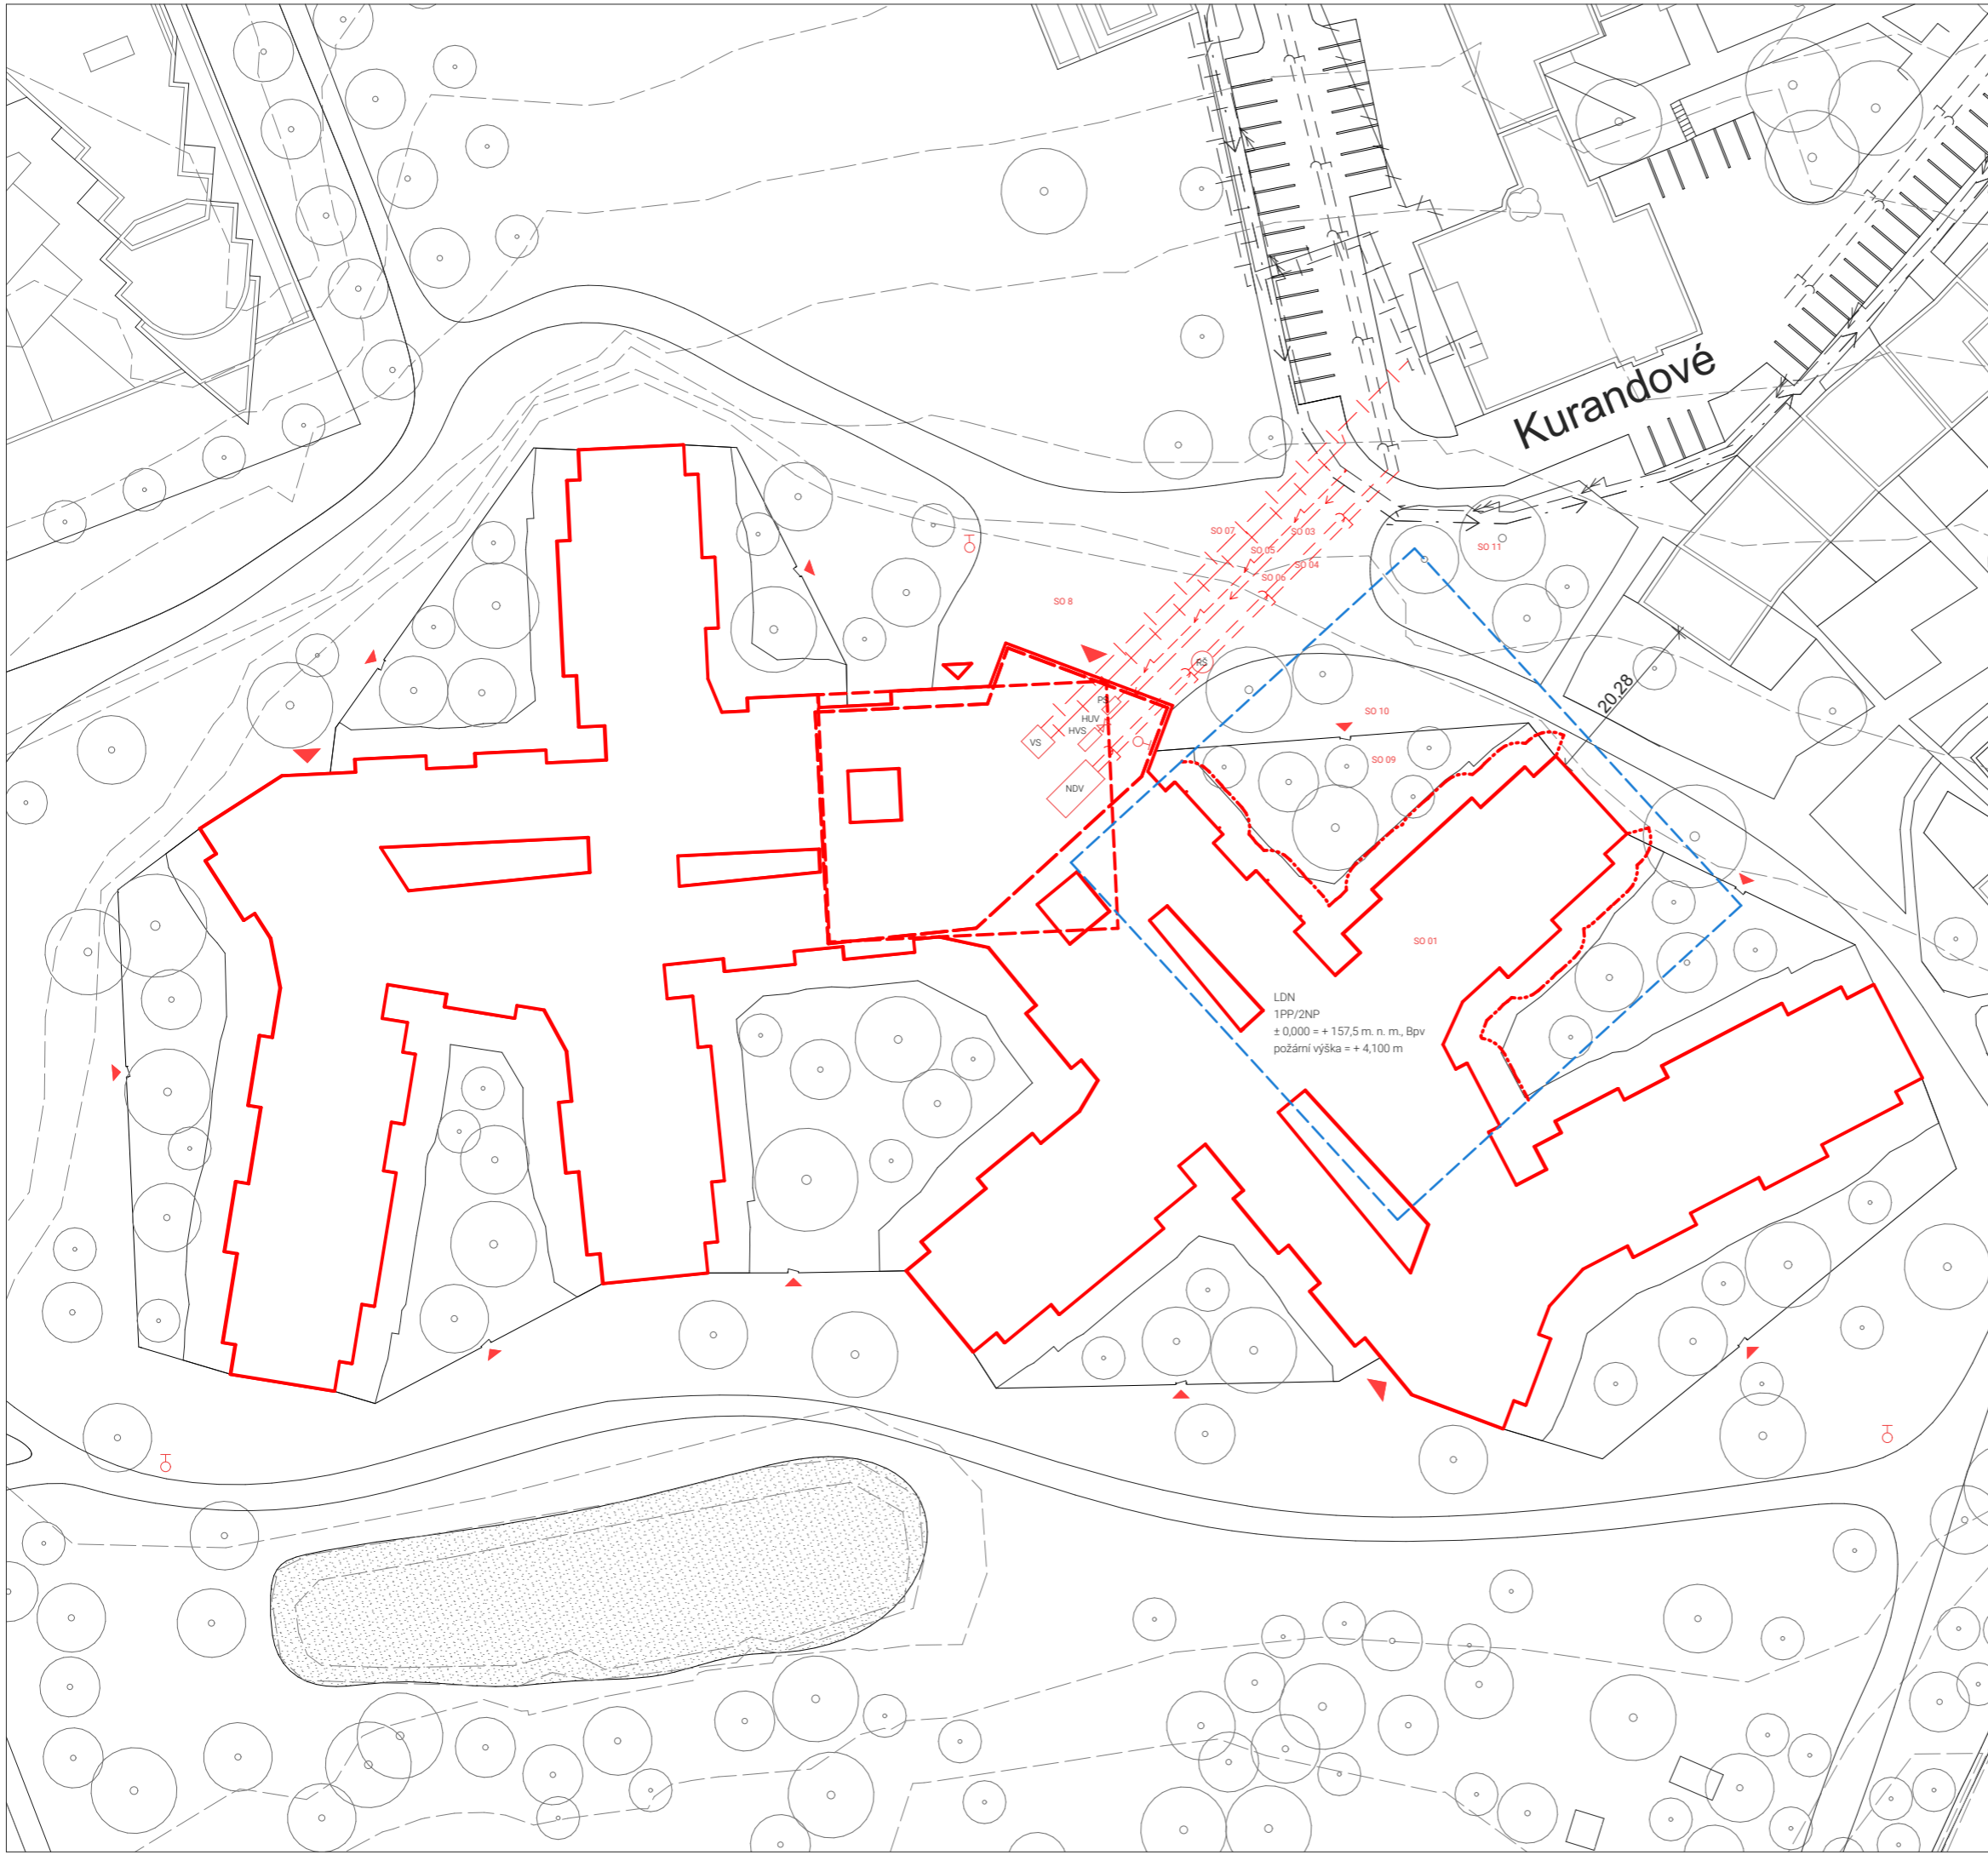 Kurandové
SO 07
SO 03
SO 05
SO 04
SO 06
SO 11
SO 8
RŠ
PS
HUV
HVS
VS
NDV
SO 10
SO 09
20,28
SO 01
LDN
1PP/2NP
± 0,000 = + 157,5 m. n. m., Bpv
požární výška = + 4,100 m